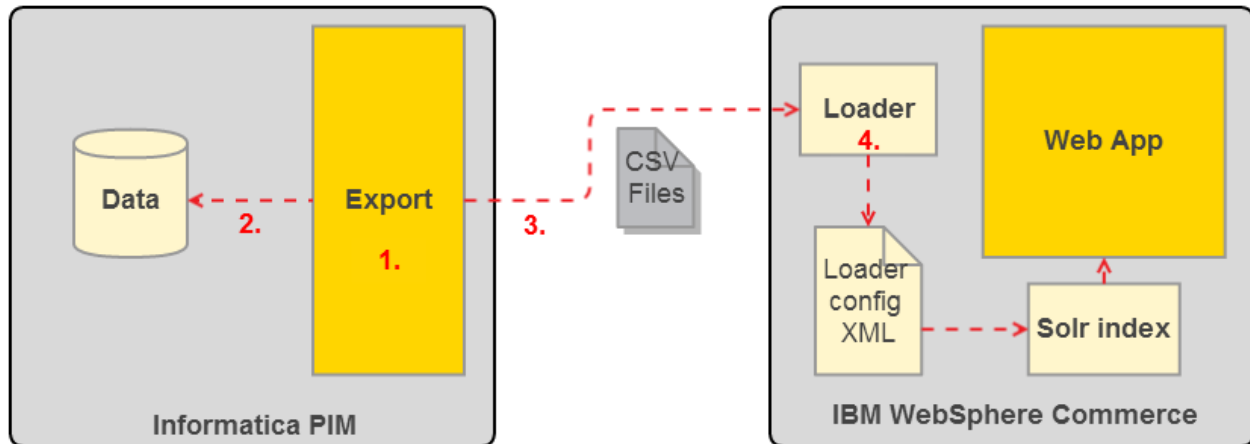 Data
2.
Export
1.
Informatica PIM
3.
CSV
Files
Loader
4.
Loader
config
XML
Solr index
Web App
IBM WebSphere Commerce